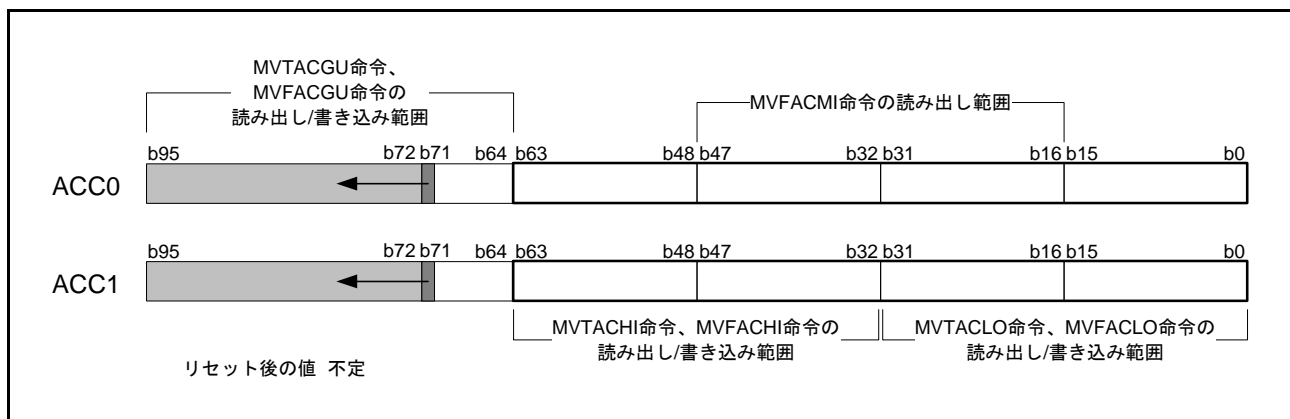 MVTACGU命令、
MVFACGU命令の
読み出し/書き込み範囲
MVFACMI命令の読み出し範囲
b95 b72 b71 b64 b63 b48 b47 b32 b31 b16 b15 b0
ACC0
b95 b72 b71 b64 b63 b48 b47 b32 b31 b16 b15 b0
ACC1
MVTACHI命令、MVFACHI命令の
読み出し/書き込み範囲
MVTACLO命令、MVFACLO命令の
読み出し/書き込み範囲
リセット後の値 不定